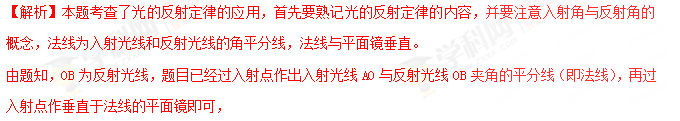 【解析】本题考查了光的反射定律的应用，首先要熟记光的反射定律的内容，并要注意入射角与反射角的
概念，法线为入射光线和反射光线的角平分线，法线与平面镜垂直。
由题知，OB 为反射光线，题目已经过入射点作出入射光线 AO 与反射光线 OB 夹角的平分线（即法线），再过
入射点作垂直于法线的平面镜即可，